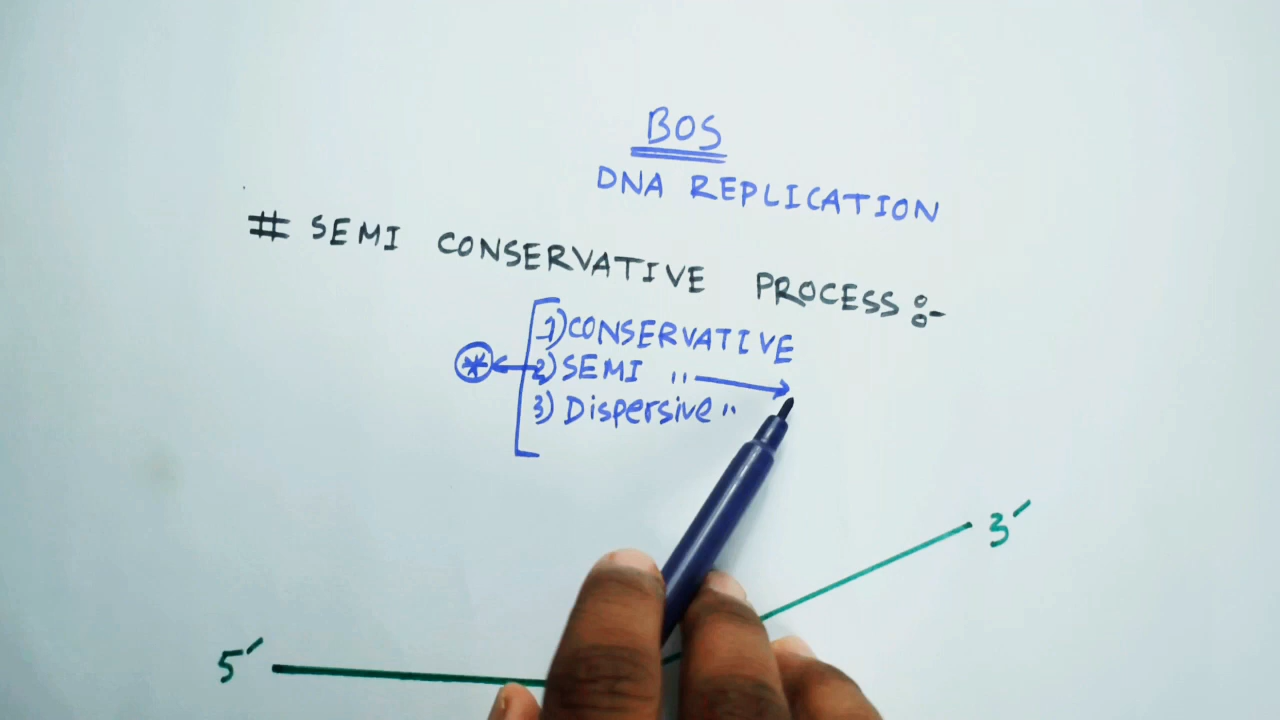 BOS
DNA REPLICATION
# SEMI CONSERVATIVE PROCESS :-
1) CONSERVATIVE
* ← 2) SEMI " →
3) Dispersive "
3′
5′